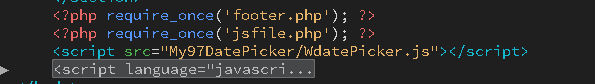 <?php require_once('footer.php'); ?>
<?php require_once('jsfile.php'); ?>
<script src="My97DatePicker/WdatePicker.js"></script>
<script language="javascri...